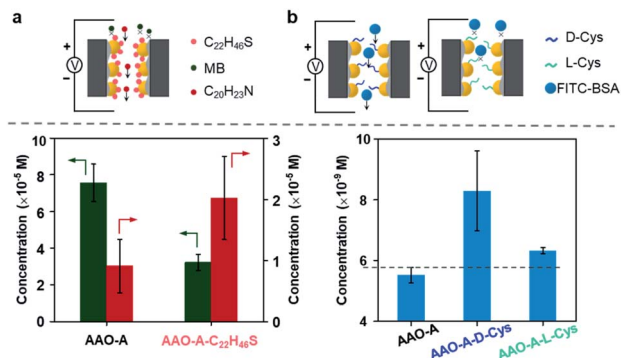 a
+
V
−
C₂₂H₄₆S
MB
C₂₀H₂₃N
b
+
V
−
+
V
−
D-Cys
L-Cys
FITC-BSA
Concentration (×10⁻⁵ M)
10
8
6
4
2
0
3
2
1
0
Concentration (×10⁻⁵ M)
AAO-A
AAO-A-C₂₂H₄₆S
Concentration (×10⁻⁹ M)
10
8
6
4
AAO-A
AAO-A-D-Cys
AAO-A-L-Cys